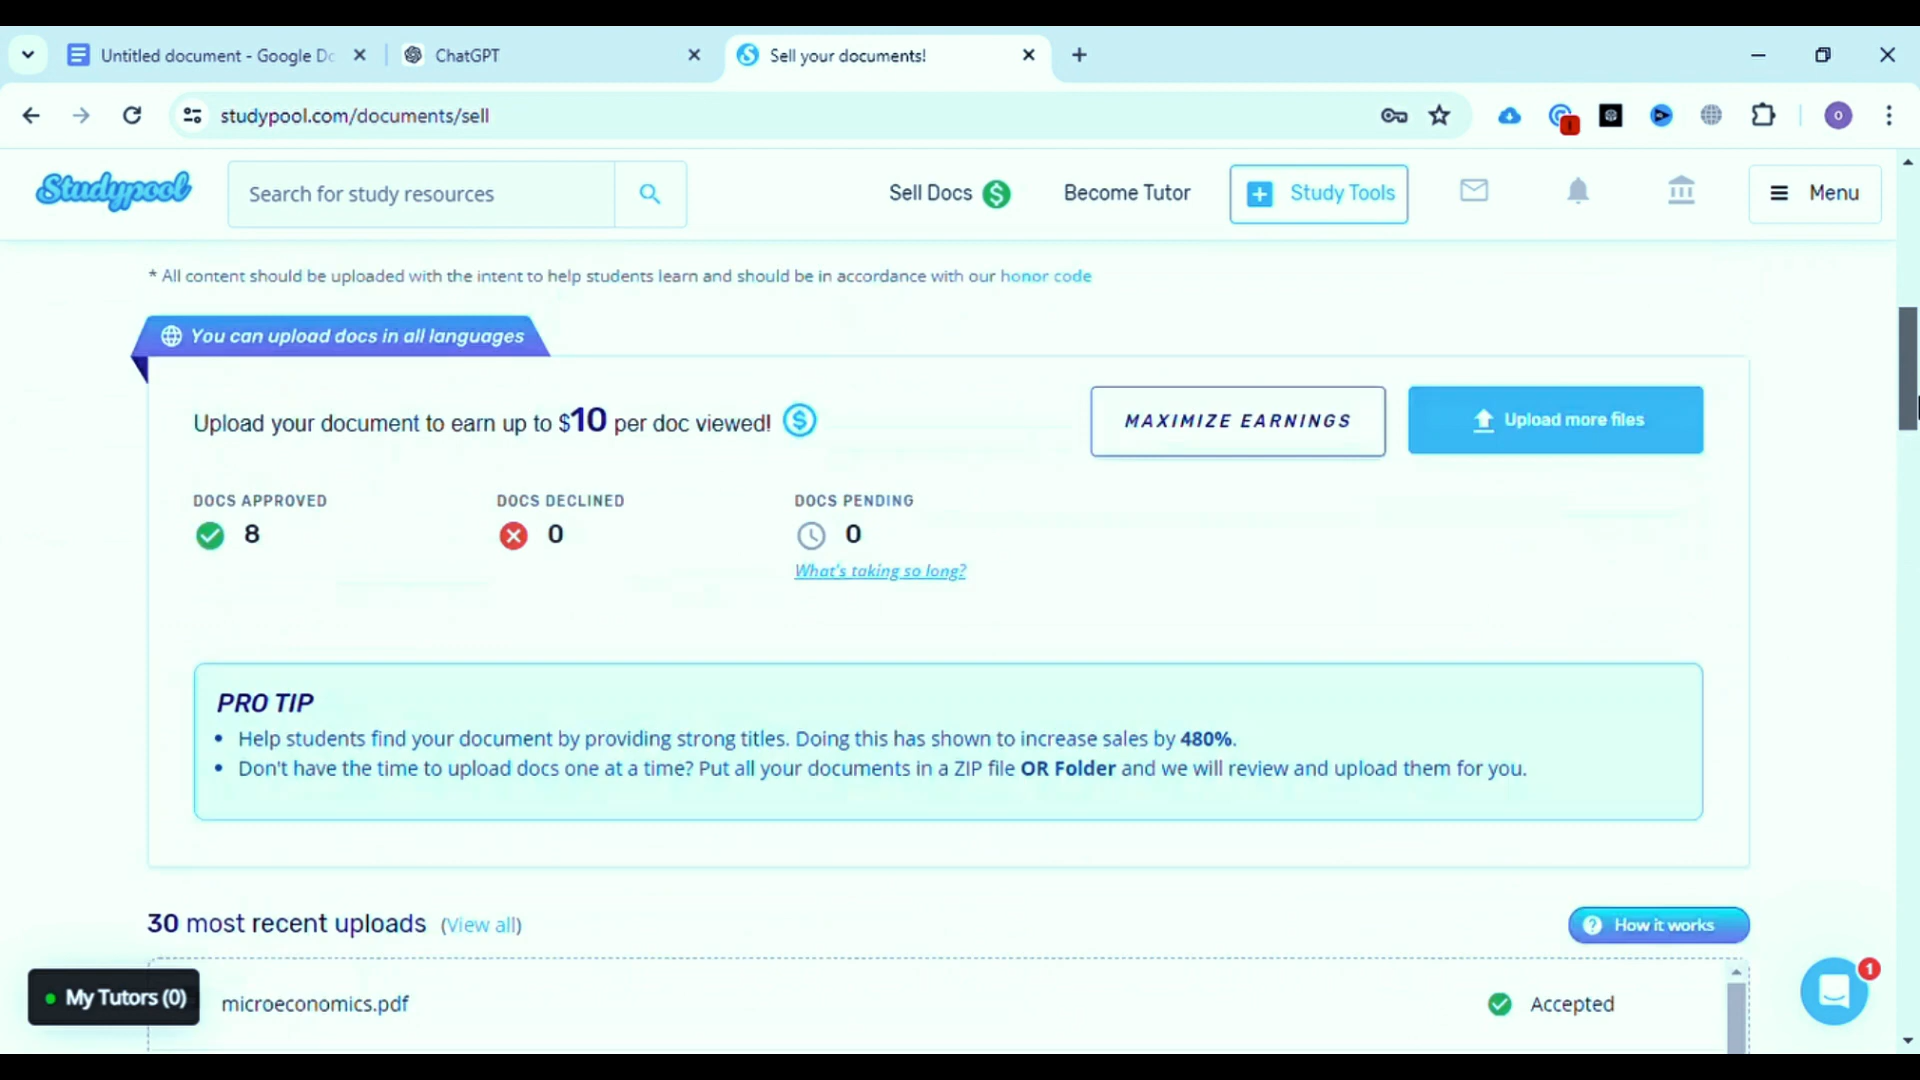 Untitled document - Google Do
ChatGPT
Sell your documents!
studypool.com/documents/sell
o
Studypool
Search for study resources
Sell Docs $
Become Tutor
Study Tools
Menu
* All content should be uploaded with the intent to help students learn and should be in accordance with our honor code
You can upload docs in all languages
Upload your document to earn up to $10 per doc viewed! $
MAXIMIZE EARNINGS
Upload more files
DOCS APPROVED
8
DOCS DECLINED
0
DOCS PENDING
0
What's taking so long?
PRO TIP
• Help students find your document by providing strong titles. Doing this has shown to increase sales by 480%.
• Don't have the time to upload docs one at a time? Put all your documents in a ZIP file OR Folder and we will review and upload them for you.
30 most recent uploads (View all)
? How it works
My Tutors (0)
microeconomics.pdf
Accepted
1